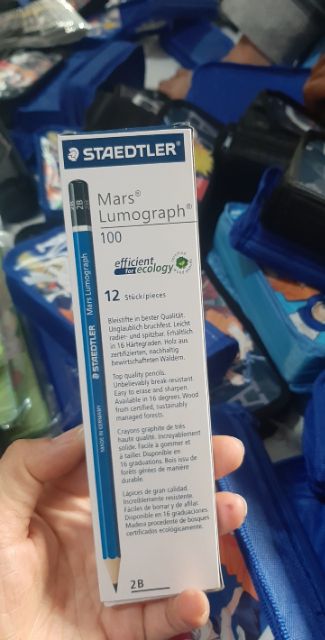 STAEDTLER®
Mars®
Lumograph®
100
efficient
for ecology
12 Stück|pieces
Bleistifte in bester Qualität.
Unglaublich bruchfest. Leicht
radier- und spitzbar. Erhältlich
in 16 Härtegraden. Holz aus
zertifizierten, nachhaltig
bewirtschafteten Wäldern.
Top quality pencils.
Unbelievably break-resistant.
Easy to erase and sharpen.
Available in 16 degrees. Wood
from certified, sustainably
managed forests.
Crayons graphite de très
haute qualité. Incroyablement
solide. Facile à gommer et
à tailler. Disponible en
16 graduations. Bois issu de
forêts gérées de manière
durable.
Lápices de gran calidad.
Increíblemente resistente.
Fáciles de borrar y de afilar.
Disponible en 16 graduaciones.
Madera procedente de bosques
certificados ecológicamente.
2B
2B
Mars Lumograph
STAEDTLER
MADE IN GERMANY